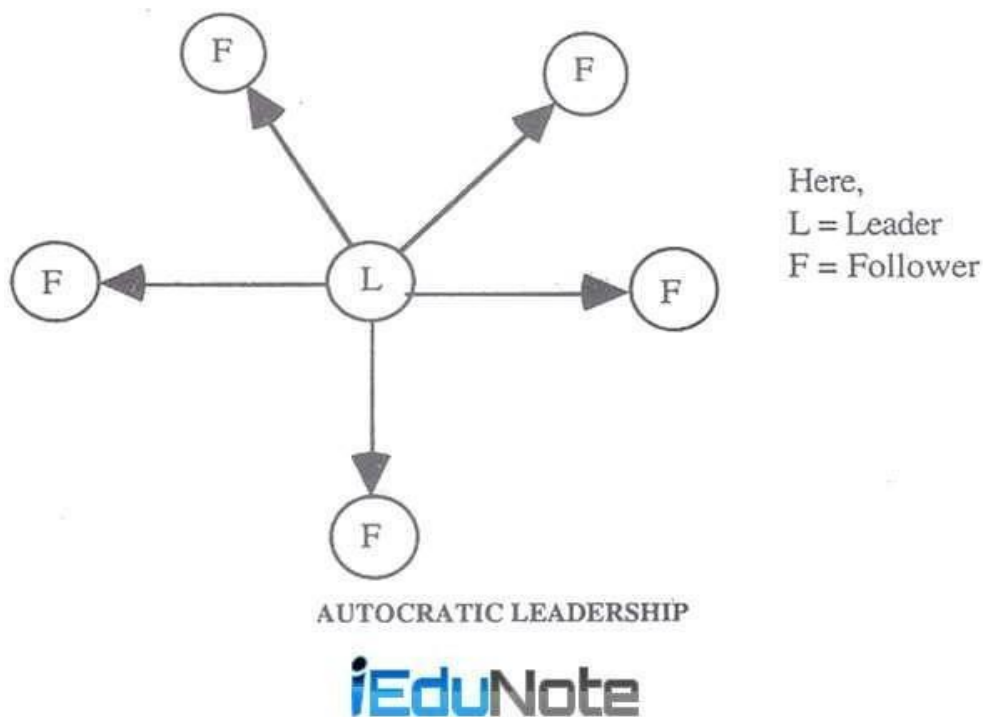 F
F
Here,
L = Leader
F = Follower
F
L
F
F
AUTOCRATIC LEADERSHIP
iEduNote